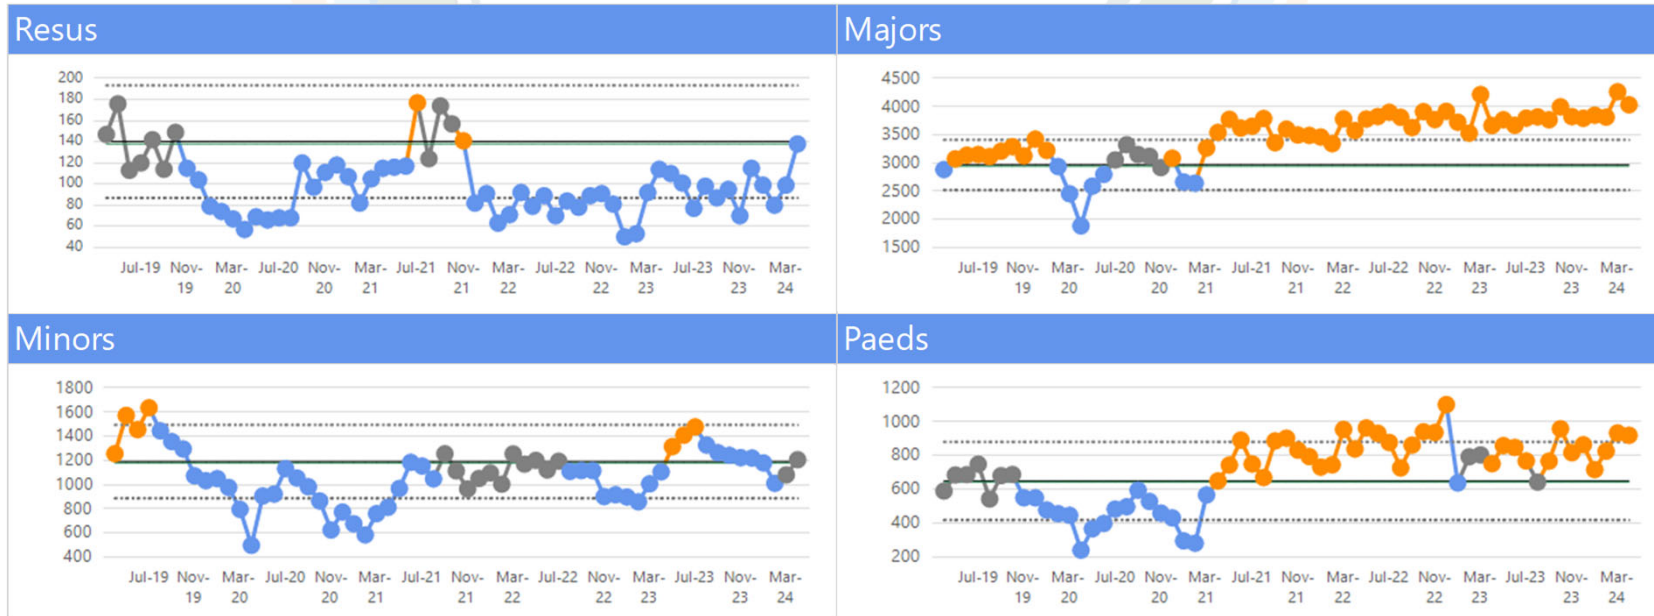 Resus
200
180
160
140
120
100
80
60
40
Jul-19 Nov- Mar- Jul-20 Nov- Mar- Jul-21 Nov- Mar- Jul-22 Nov- Mar- Jul-23 Nov- Mar-
19 20 20 21 21 22 22 23 23 24
Majors
4500
4000
3500
3000
2500
2000
1500
Jul-19 Nov- Mar- Jul-20 Nov- Mar- Jul-21 Nov- Mar- Jul-22 Nov- Mar- Jul-23 Nov- Mar-
19 20 20 21 21 22 22 23 23 24
Minors
1800
1600
1400
1200
1000
800
600
400
Jul-19 Nov- Mar- Jul-20 Nov- Mar- Jul-21 Nov- Mar- Jul-22 Nov- Mar- Jul-23 Nov- Mar-
19 20 20 21 21 22 22 23 23 24
Paeds
1200
1000
800
600
400
200
Jul-19 Nov- Mar- Jul-20 Nov- Mar- Jul-21 Nov- Mar- Jul-22 Nov- Mar- Jul-23 Nov- Mar-
19 20 20 21 21 22 22 23 23 24